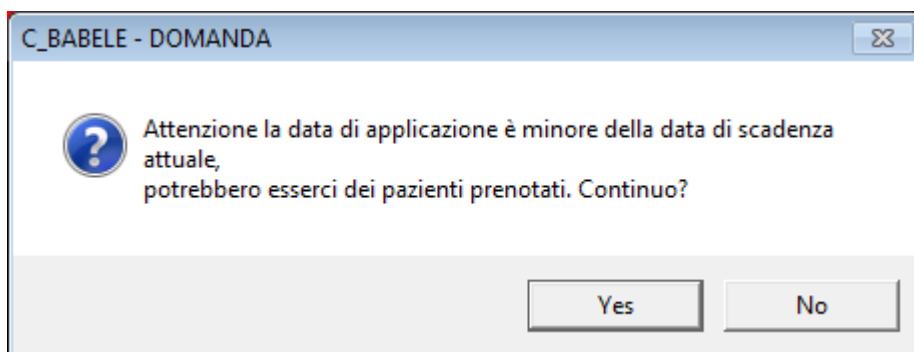 C_BABELE - DOMANDA
Attenzione la data di applicazione è minore della data di scadenza
attuale,
potrebbero esserci dei pazienti prenotati. Continuo?
Yes
No